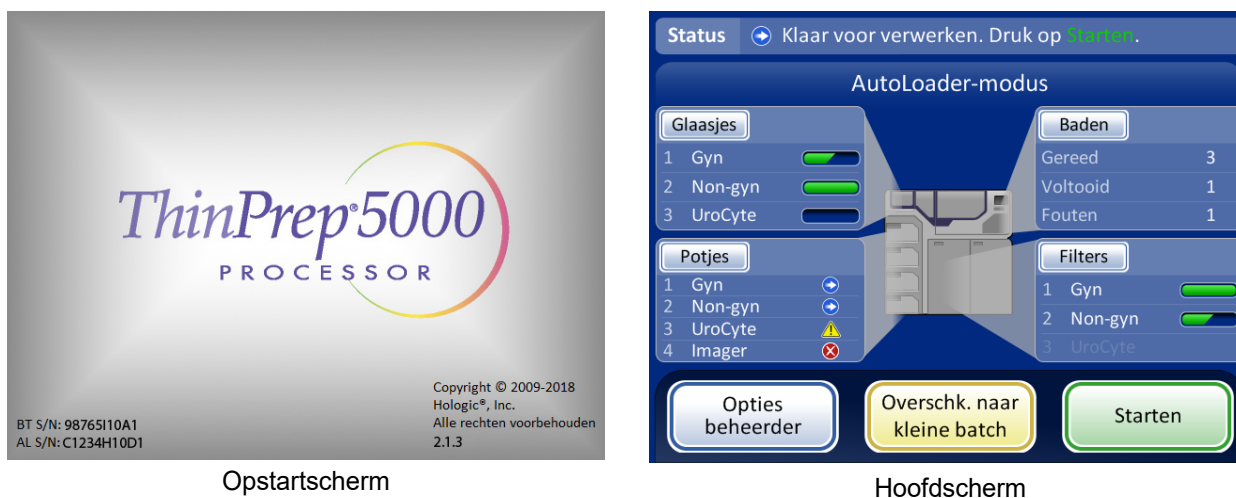 ThinPrep®5000
PROCESSOR
Copyright © 2009-2018
Hologic®, Inc.
Alle rechten voorbehouden
2.1.3
BT S/N: 98765I10A1
AL S/N: C1234H10D1
Opstartscherm
Status Klaar voor verwerken. Druk op Starten.
AutoLoader-modus
Glaasjes
1 Gyn
2 Non-gyn
3 UroCyte
Baden
Gereed 3
Voltooid 1
Fouten 1
Potjes
1 Gyn
2 Non-gyn
3 UroCyte
4 Imager
Filters
1 Gyn
2 Non-gyn
3 UroCyte
Opties
beheerder
Overschk. naar
kleine batch
Starten
Hoofdscherm